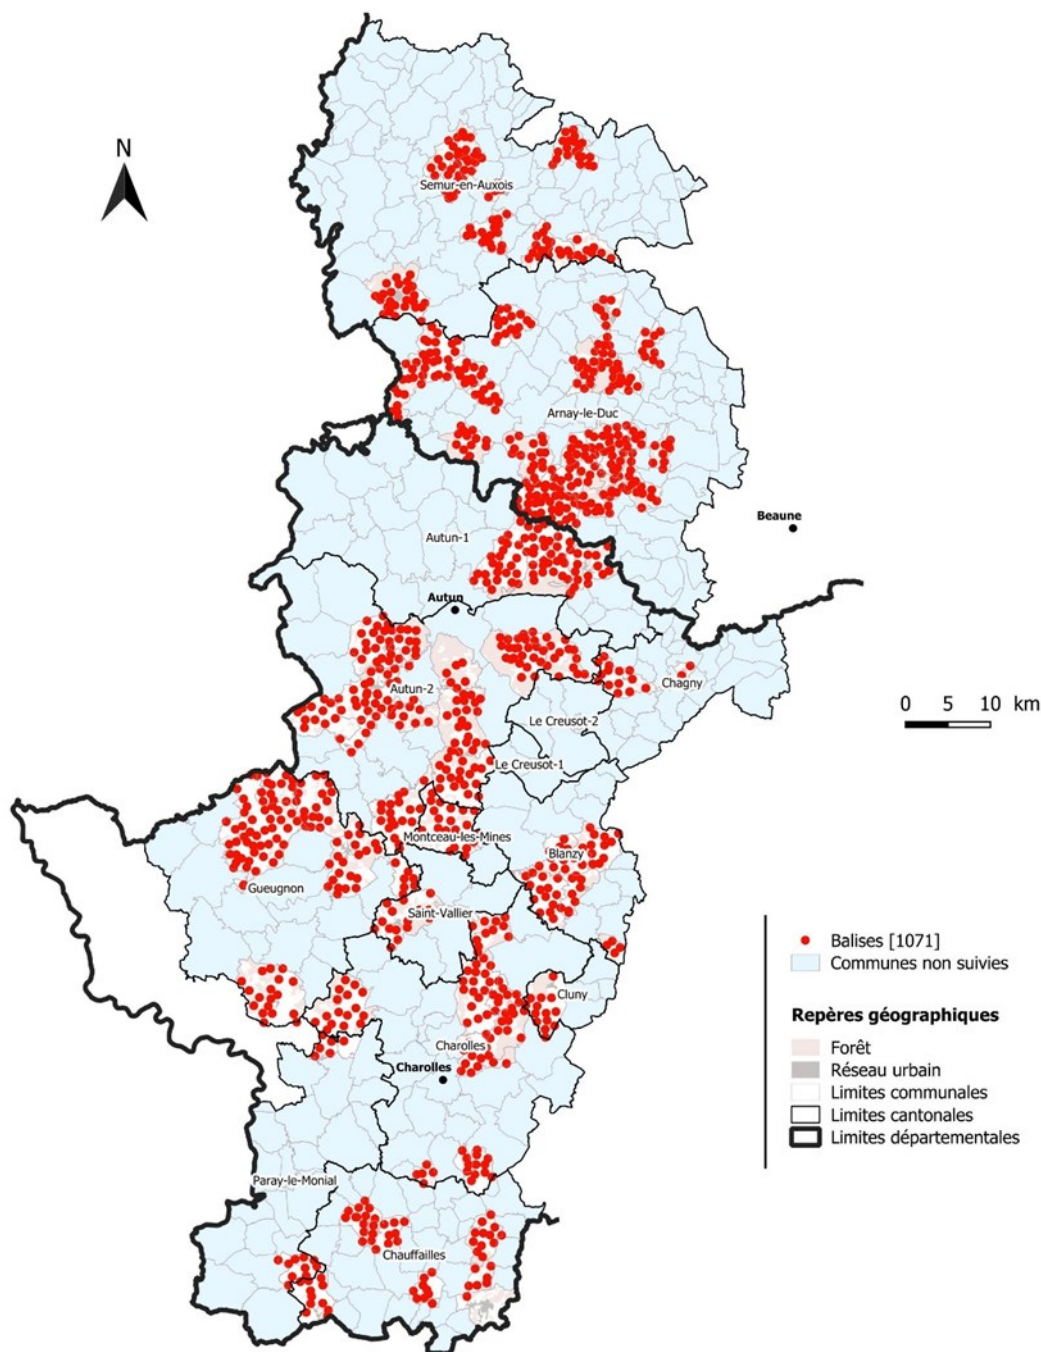 N
Semur-en-Auxois
Arnay-le-Duc
Beaune
Autun-1
Autun
Autun-2
Chagny
Le Creusot-2
0 5 10 km
Le Creusot-1
Montceau-les-Mines
Blanzy
Gueugnon
Saint-Vallier
Cluny
Charolles
Charolles
Paray-le-Monial
Chauffailles
Balises [1071]
Communes non suivies
Repères géographiques
Forêt
Réseau urbain
Limites communales
Limites cantonales
Limites départementales